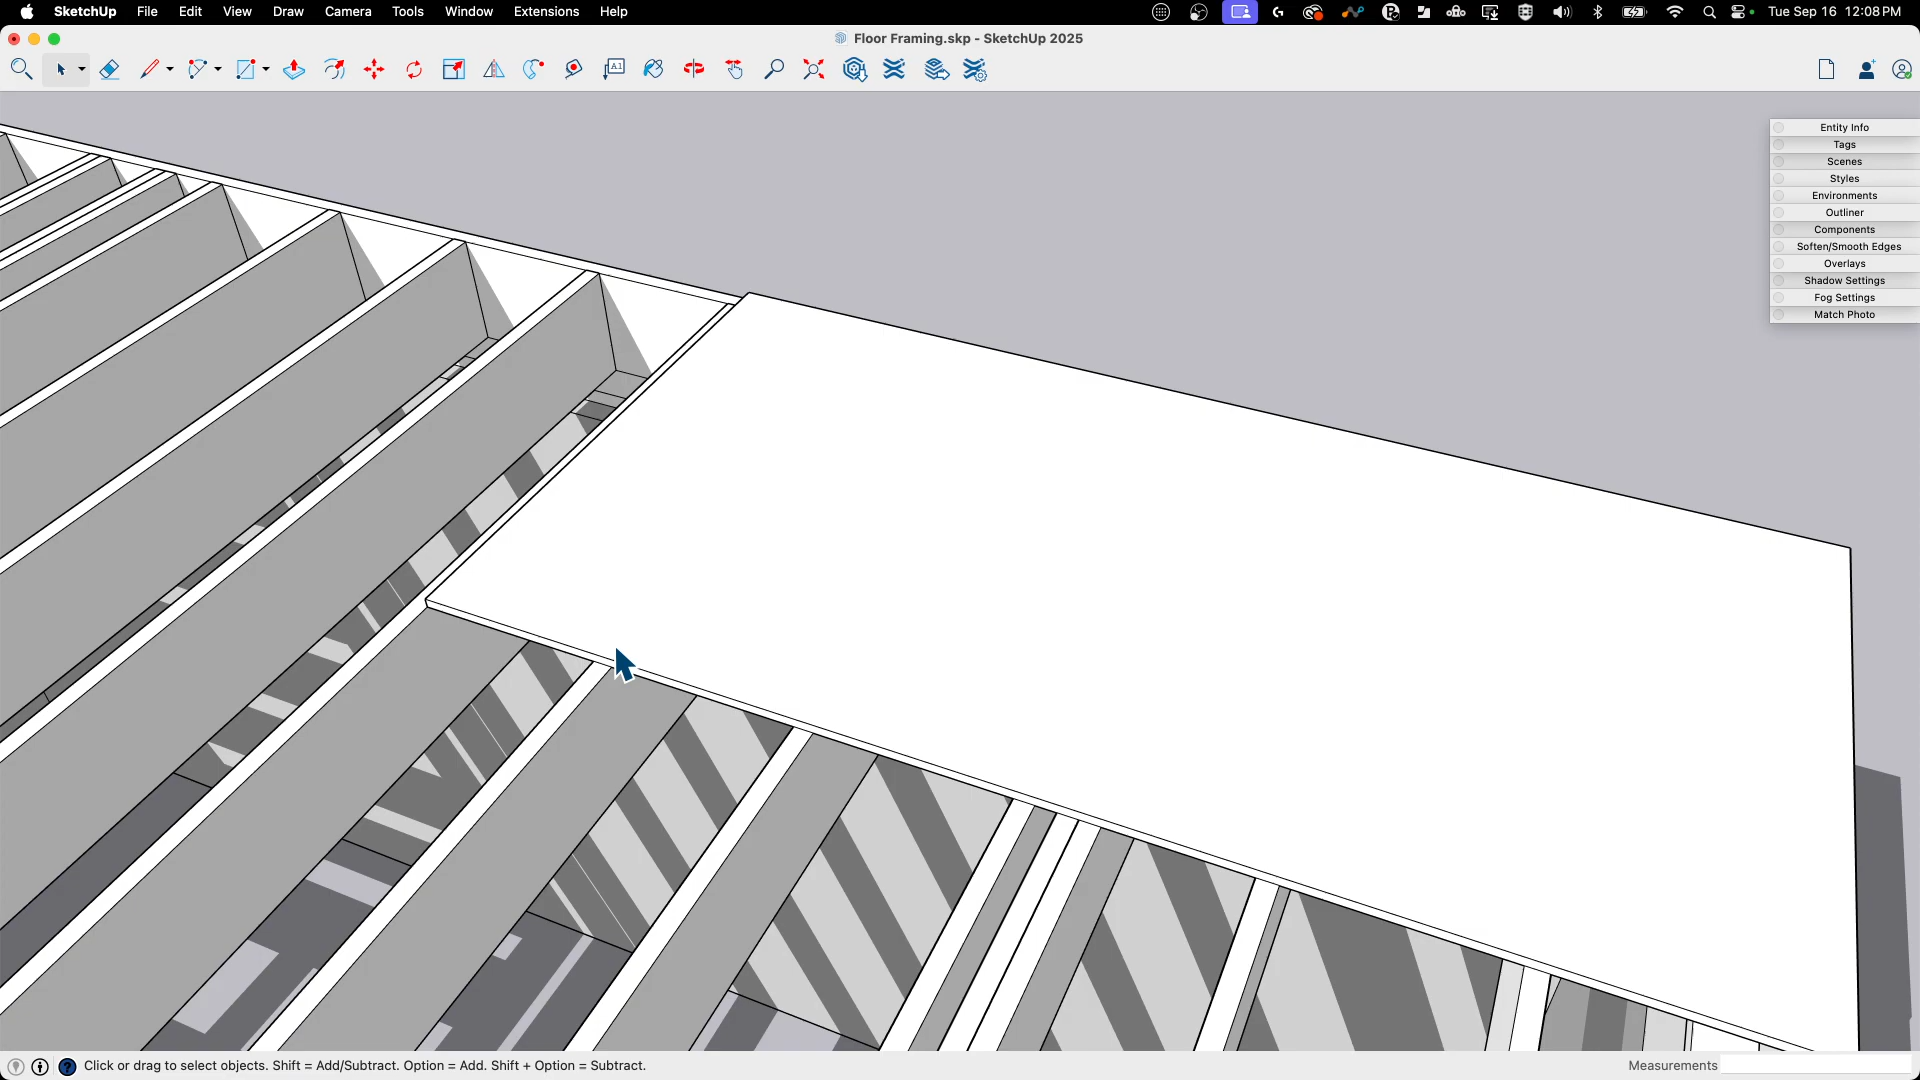 SketchUp File Edit View Draw Camera Tools Window Extensions Help Tue Sep 16 12:08 PM
Floor Framing.skp - SketchUp 2025
A1
Entity Info
Tags
Scenes
Styles
Environments
Outliner
Components
Soften/Smooth Edges
Overlays
Shadow Settings
Fog Settings
Match Photo
Click or drag to select objects. Shift = Add/Subtract. Option = Add. Shift + Option = Subtract. Measurements